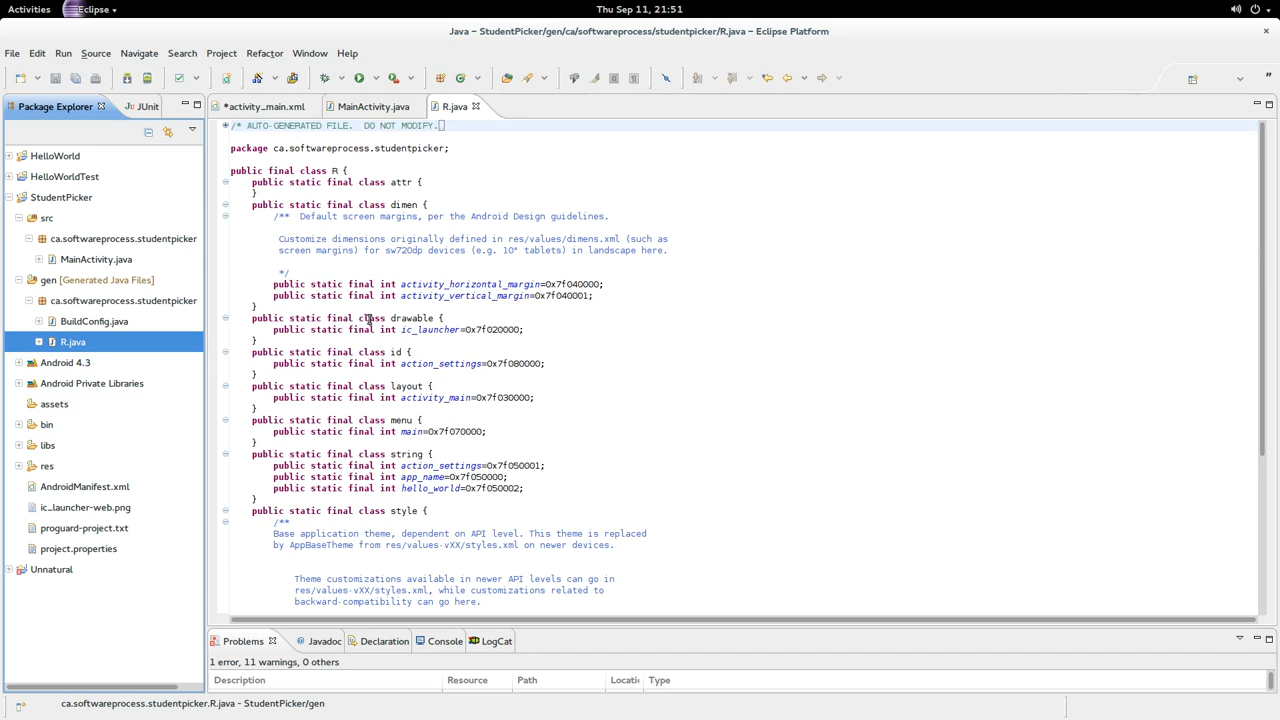 Activities
Eclipse
Thu Sep 11, 21:51
Java – StudentPicker/gen/ca/softwareprocess/studentpicker/R.java – Eclipse Platform
File Edit Run Source Navigate Search Project Refactor Window Help
Package Explorer
JUnit
*activity_main.xml
MainActivity.java
R.java
HelloWorld
HelloWorldTest
StudentPicker
src
ca.softwareprocess.studentpicker
MainActivity.java
gen [Generated Java Files]
ca.softwareprocess.studentpicker
BuildConfig.java
R.java
Android 4.3
Android Private Libraries
assets
bin
libs
res
AndroidManifest.xml
ic_launcher-web.png
proguard-project.txt
project.properties
Unnatural
/* AUTO-GENERATED FILE.  DO NOT MODIFY.
package ca.softwareprocess.studentpicker;
public final class R {
public static final class attr {
}
public static final class dimen {
/**  Default screen margins, per the Android Design guidelines.
Customize dimensions originally defined in res/values/dimens.xml (such as
screen margins) for sw720dp devices (e.g. 10" tablets) in landscape here.
*/
public static final int activity_horizontal_margin=0x7f040000;
public static final int activity_vertical_margin=0x7f040001;
}
public static final class drawable {
public static final int ic_launcher=0x7f020000;
}
public static final class id {
public static final int action_settings=0x7f080000;
}
public static final class layout {
public static final int activity_main=0x7f030000;
}
public static final class menu {
public static final int main=0x7f070000;
}
public static final class string {
public static final int action_settings=0x7f050001;
public static final int app_name=0x7f050000;
public static final int hello_world=0x7f050002;
}
public static final class style {
/**
Base application theme, dependent on API level. This theme is replaced
by AppBaseTheme from res/values-vXX/styles.xml on newer devices.
Theme customizations available in newer API levels can go in
res/values-vXX/styles.xml, while customizations related to
backward-compatibility can go here.
Problems
@ Javadoc
Declaration
Console
LogCat
1 error, 11 warnings, 0 others
Description Resource Path Locatio Type
ca.softwareprocess.studentpicker.R.java - StudentPicker/gen